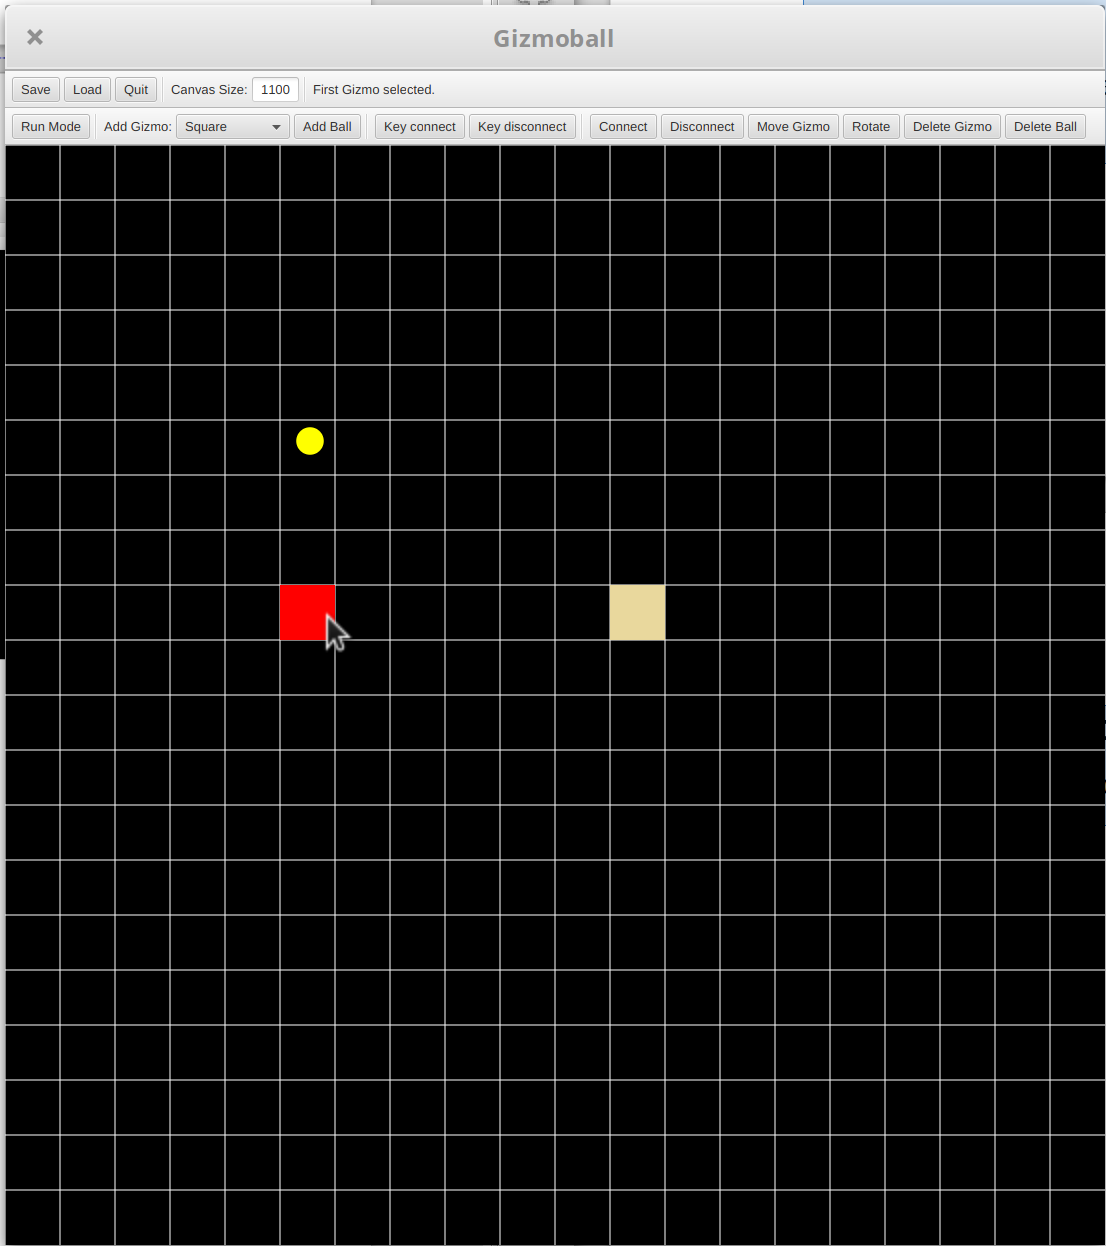 Gizmoball
Save Load Quit Canvas Size: 1100 First Gizmo selected.
Run Mode Add Gizmo: Square Add Ball Key connect Key disconnect Connect Disconnect Move Gizmo Rotate Delete Gizmo Delete Ball